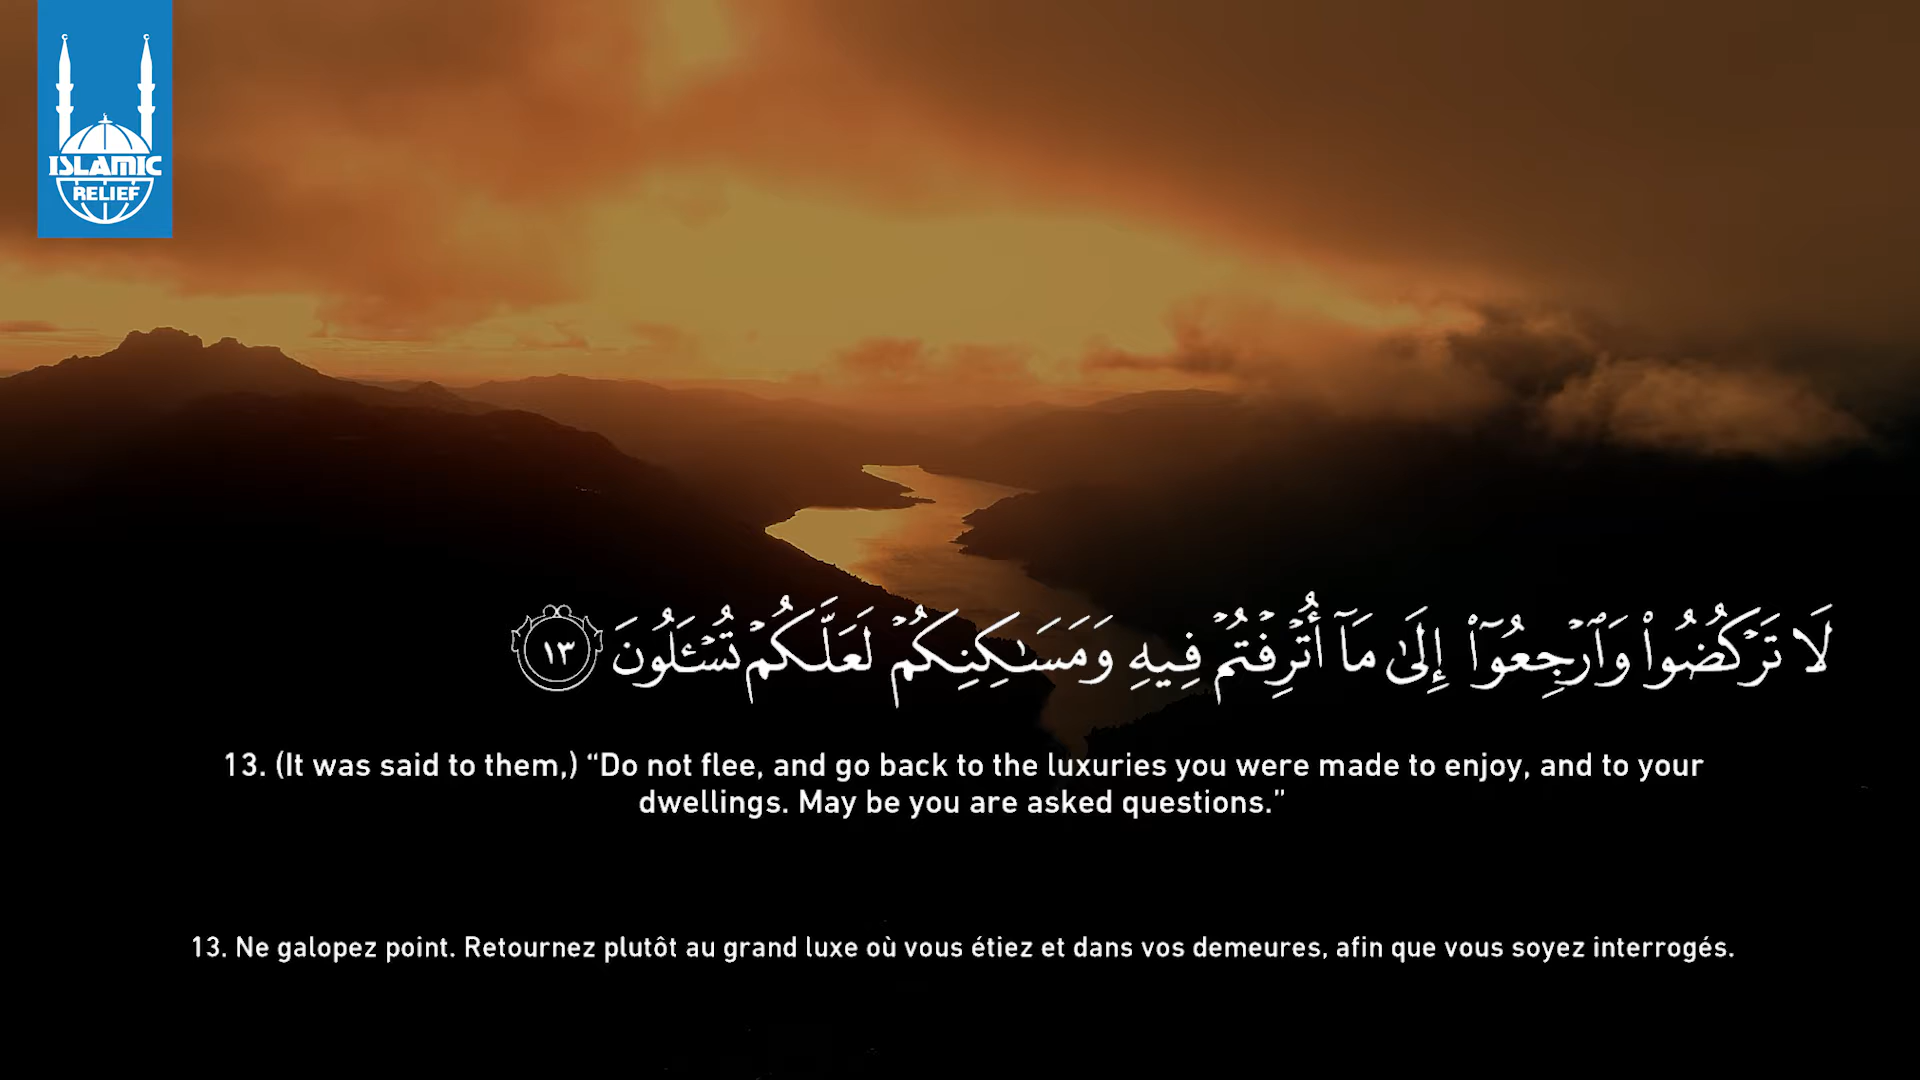 ISLAMIC
RELIEF
لَا تَرْكُضُوا۟ وَٱرْجِعُوٓا۟ إِلَىٰ مَآ أُتْرِفْتُمْ فِيهِ وَمَسَـٰكِنِكُمْ لَعَلَّكُمْ تُسْـَٔلُونَ ١٣
13. (It was said to them,) “Do not flee, and go back to the luxuries you were made to enjoy, and to your
dwellings. May be you are asked questions.”
13. Ne galopez point. Retournez plutôt au grand luxe où vous étiez et dans vos demeures, afin que vous soyez interrogés.